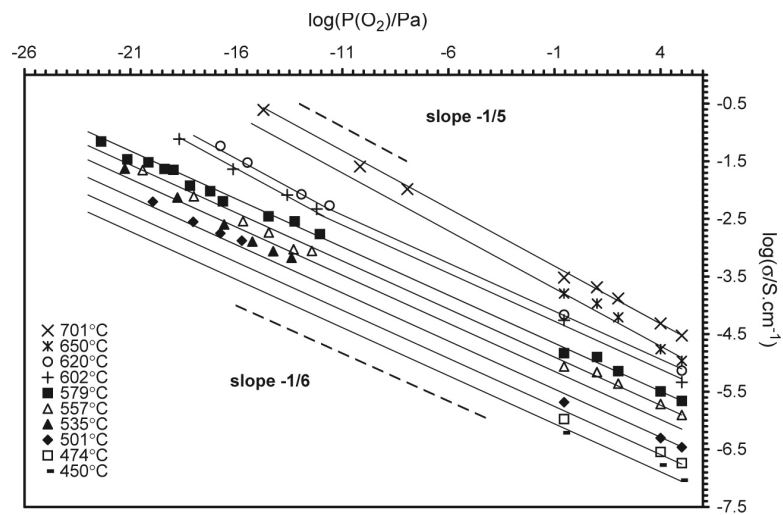 log(P(O₂)/Pa)
-26 -21 -16 -11 -6 -1 4
-0.5
slope -1/5
-1.5
-2.5
-3.5
log(σ/S.cm⁻¹)
-4.5
701°C
650°C
620°C
602°C
slope -1/6
579°C
-5.5
557°C
535°C
501°C
-6.5
474°C
450°C
-7.5